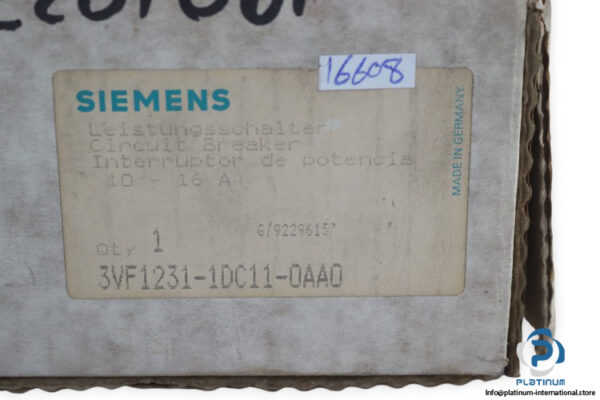 16608
SIEMENS
Leistungsschalter
Circuit Breaker
Interruptor de potencia
10 - 16 A
MADE IN GERMANY
G/9229615*
Qty 1
3VF1231-1DC11-0AA0
PLATINUM
Info@platinum-international.store